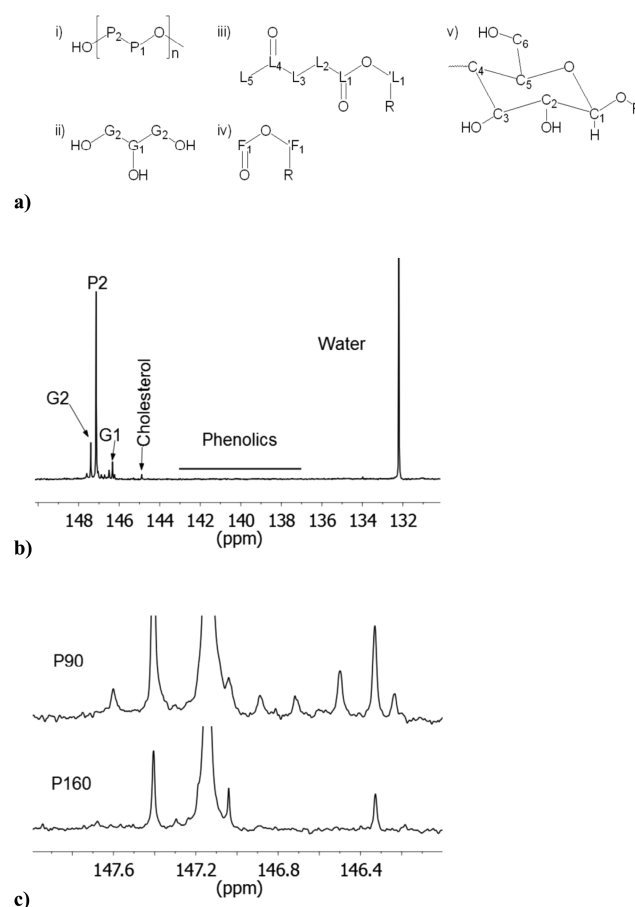 i)
HO P₂ P₁ O n
iii)
O
L₅ L₄ L₃ L₂ L₁ O 'L₁
O R
v)
HO C₆
C₄ C₅ O
HO C₃ C₂ OH C₁ O
H
ii)
HO G₂ G₁ G₂ OH
OH
iv)
F₁ O 'F₁
O R
a)
P2
G2
G1
Cholesterol
Phenolics
Water
148 146 144 142 140 138 136 134 132
(ppm)
b)
P90
P160
147.6 147.2 146.8 146.4
(ppm)
c)